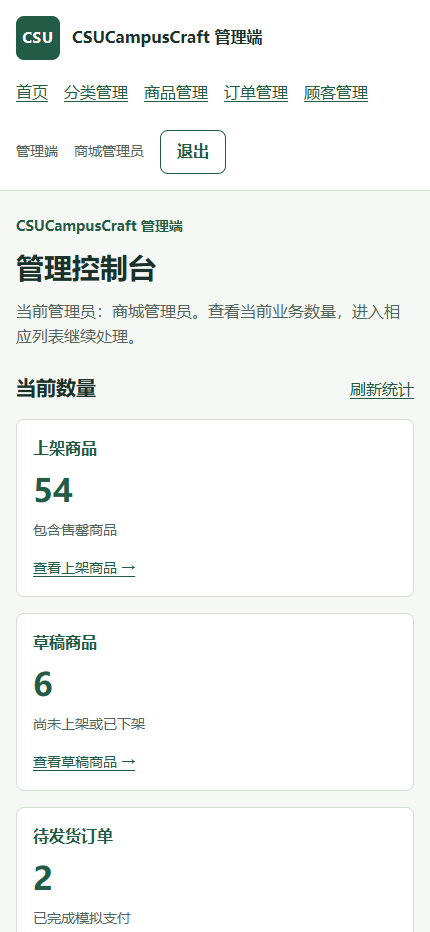 CSU CSUCampusCraft 管理端
首页 分类管理 商品管理 订单管理 顾客管理
管理端 商城管理员 退出
CSUCampusCraft 管理端
管理控制台
当前管理员：商城管理员。查看当前业务数量，进入相
应列表继续处理。
当前数量 刷新统计
上架商品
54
包含售罄商品
查看上架商品 →
草稿商品
6
尚未上架或已下架
查看草稿商品 →
待发货订单
2
已完成模拟支付